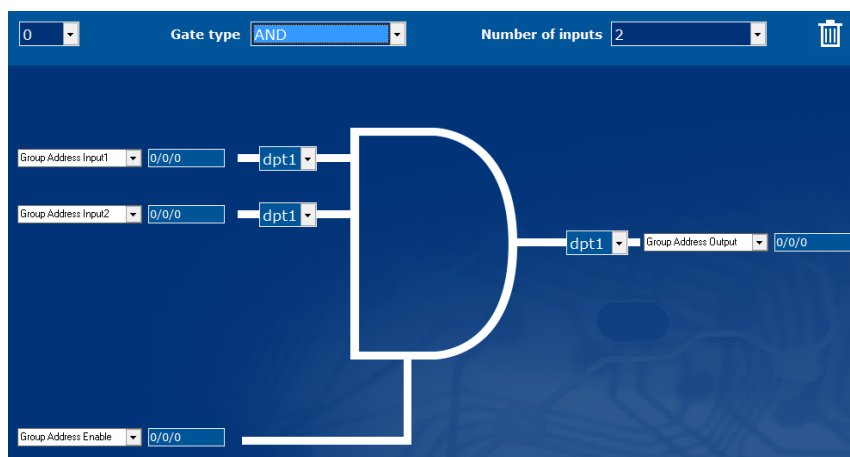 0 Gate type AND Number of inputs 2
Group Address Input1 0/0/0 dpt1
Group Address Input2 0/0/0 dpt1
dpt1 Group Address Output 0/0/0
Group Address Enable 0/0/0